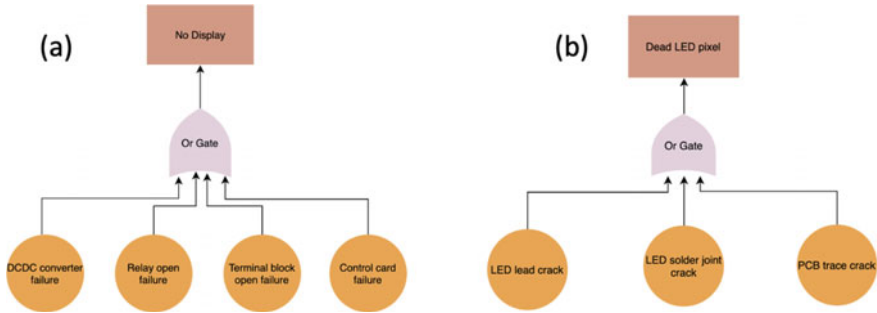 (a)
No Display
Or Gate
DCDC converter
failure
Relay open
failure
Terminal block
open failure
Control card
failure
(b)
Dead LED pixel
Or Gate
LED lead crack
LED solder joint
crack
PCB trace crack